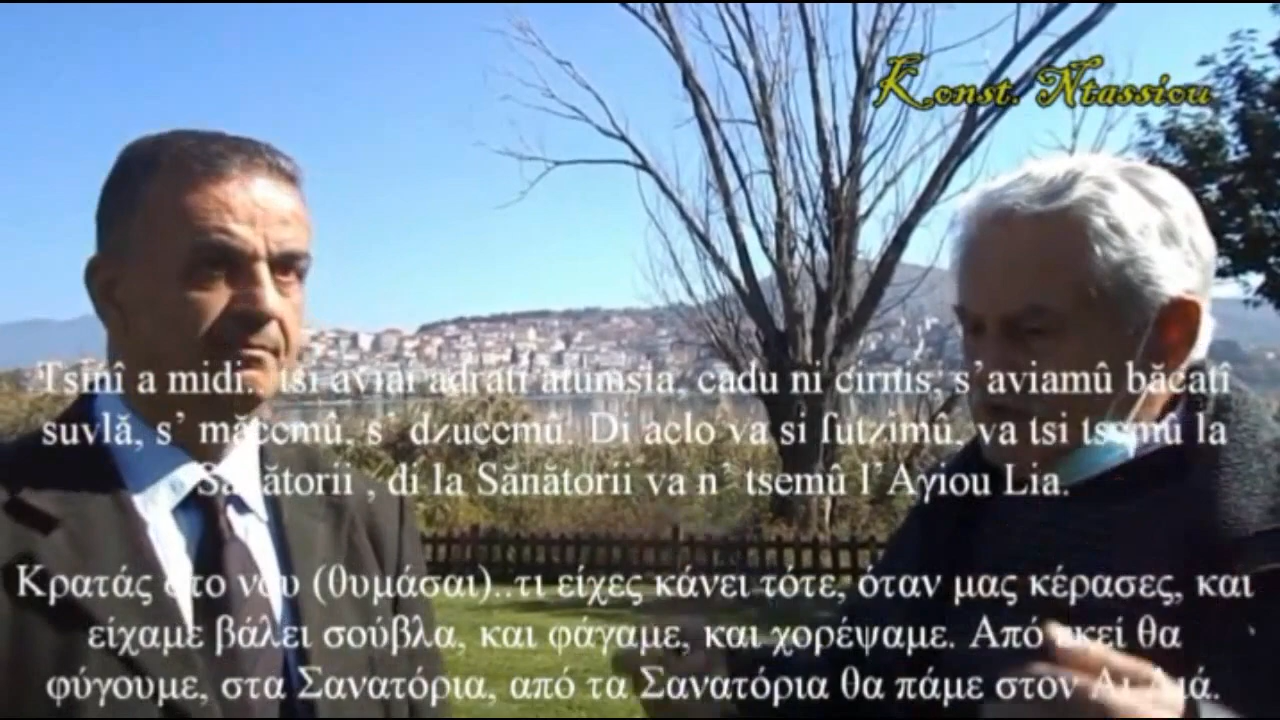 Konst. Ntassiou
Tsinî a midi.. tsi aviai adratî atumsia, cadu ni cirnis, s’aviamû băcatî
suvlă, s’ măccmû, s’ dzuccmû. Di aclo va si futzimû, va tsi tsemû la
Sănătorii , di la Sănătorii va n’ tsemû l’Αγiou Lia.
Κρατάς στο νου (θυμάσαι)..τι είχες κάνει τότε, όταν μας κέρασες, και
είχαμε βάλει σούβλα, και φάγαμε, και χορέψαμε. Από εκεί θα
φύγουμε, στα Σανατόρια, από τα Σανατόρια θα πάμε στον Αι Λιά.